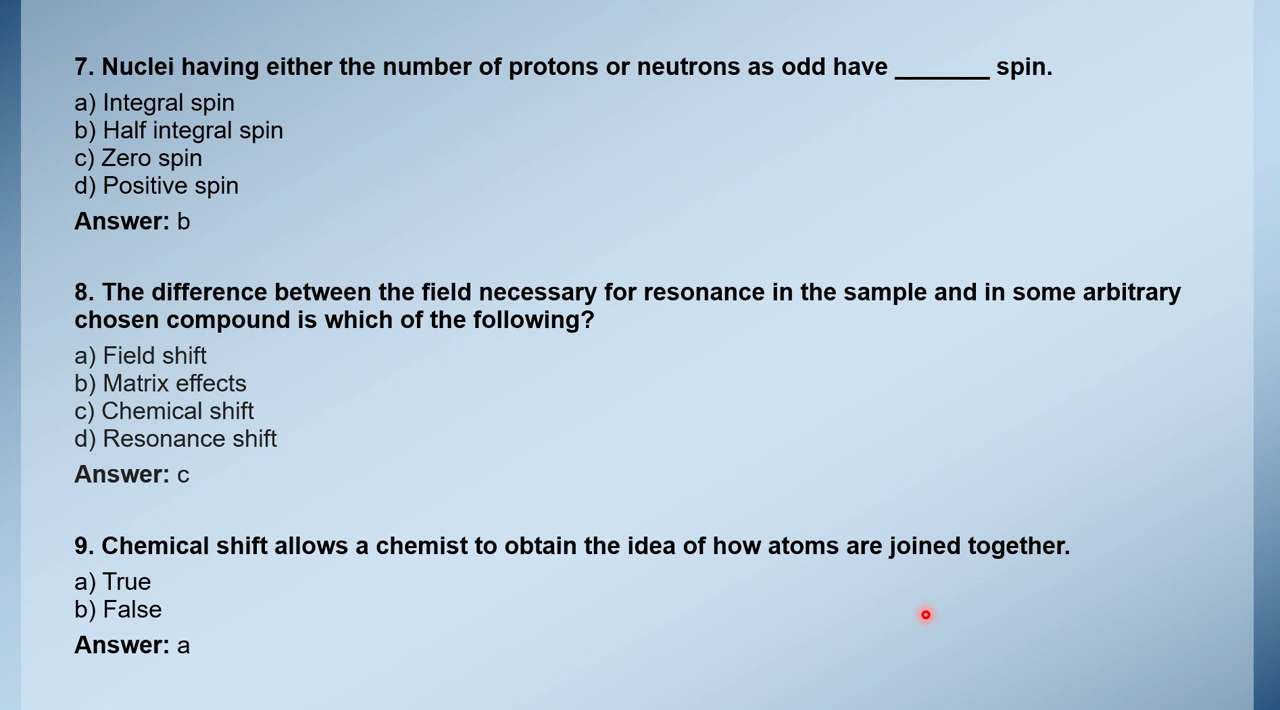 7. Nuclei having either the number of protons or neutrons as odd have _______ spin.
a) Integral spin
b) Half integral spin
c) Zero spin
d) Positive spin
Answer: b
8. The difference between the field necessary for resonance in the sample and in some arbitrary
chosen compound is which of the following?
a) Field shift
b) Matrix effects
c) Chemical shift
d) Resonance shift
Answer: c
9. Chemical shift allows a chemist to obtain the idea of how atoms are joined together.
a) True
b) False
Answer: a